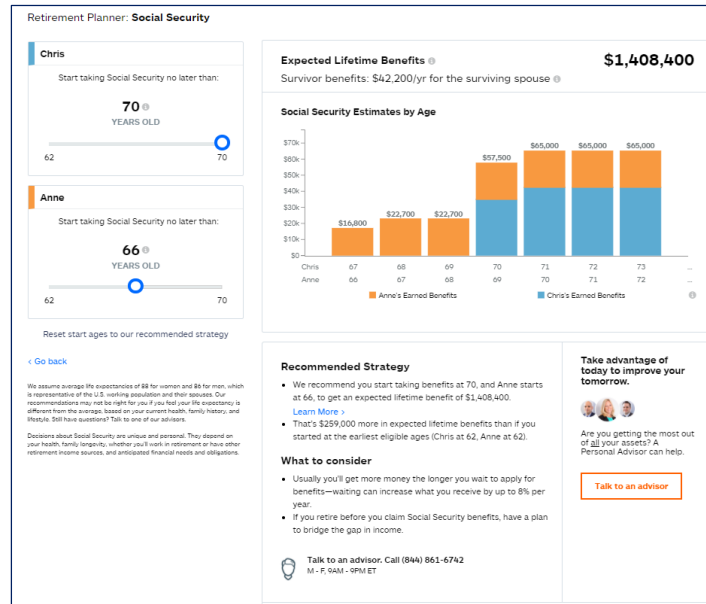 Retirement Planner: Social Security
Chris
Start taking Social Security no later than:
70
YEARS OLD
62 70
Anne
Start taking Social Security no later than:
66
YEARS OLD
62 70
Reset start ages to our recommended strategy
< Go back
We assume average life expectancies of 88 for women and 86 for men, which
is representative of the U.S. working population and their spouses. Our
recommendations may not be right for you if you feel your life expectancy is
different from the average, based on your current health, family history, and
lifestyle. Still have questions? Talk to one of our advisors.
Decisions about Social Security are unique and personal. They depend on
your health, family longevity, whether you'll work in retirement or have other
retirement income sources, and anticipated financial needs and obligations.
Expected Lifetime Benefits $1,408,400
Survivor benefits: $42,200/yr for the surviving spouse
Social Security Estimates by Age
$70k
$60k
$50k
$40k
$30k
$20k
$10k
$0
$16,800 $22,700 $22,700 $57,500 $65,000 $65,000 $65,000
Chris 67 68 69 70 71 72 73 ...
Anne 66 67 68 69 70 71 72 ...
Anne's Earned Benefits Chris's Earned Benefits
Recommended Strategy
We recommend you start taking benefits at 70, and Anne starts
at 66, to get an expected lifetime benefit of $1,408,400.
Learn More >
That's $259,000 more in expected lifetime benefits than if you
started at the earliest eligible ages (Chris at 62, Anne at 62).
What to consider
Usually you'll get more money the longer you wait to apply for
benefits—waiting can increase what you receive by up to 8% per
year.
If you retire before you claim Social Security benefits, have a plan
to bridge the gap in income.
Talk to an advisor. Call (844) 861-6742
M - F, 9AM - 9PM ET
Take advantage of
today to improve your
tomorrow.
Are you getting the most out
of all your assets? A
Personal Advisor can help.
Talk to an advisor